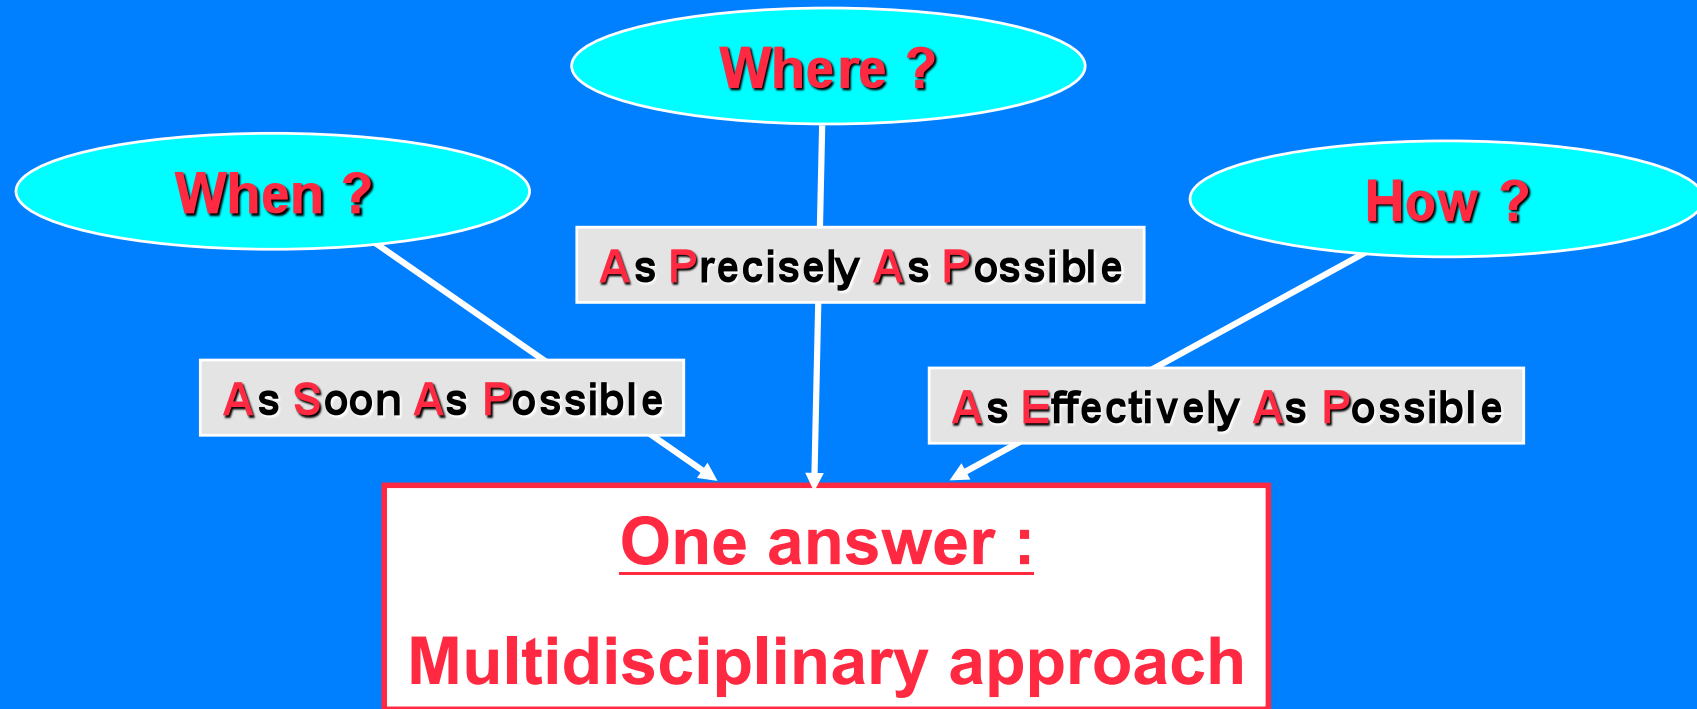 Where ?
When ?
How ?
As Precisely As Possible
As Soon As Possible
As Effectively As Possible
One answer :
Multidisciplinary approach